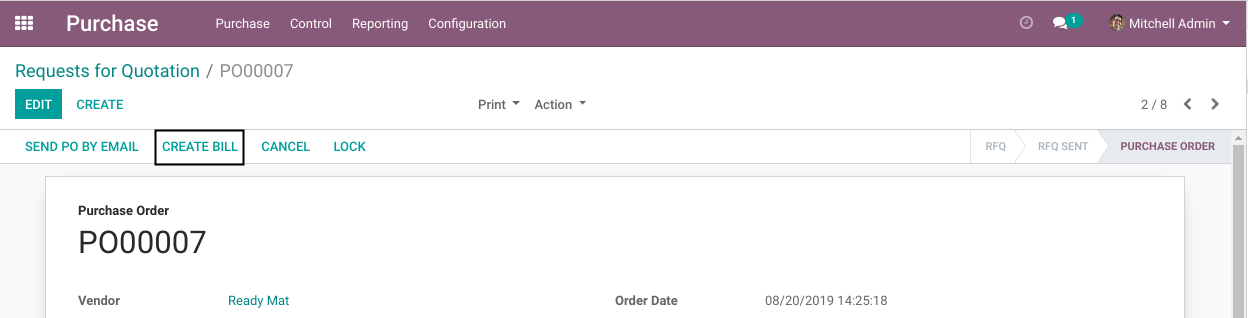 Purchase Purchase Control Reporting Configuration 1 Mitchell Admin
Requests for Quotation / PO00007
EDIT CREATE Print Action 2 / 8
SEND PO BY EMAIL CREATE BILL CANCEL LOCK RFQ RFQ SENT PURCHASE ORDER
Purchase Order
PO00007
Vendor Ready Mat Order Date 08/20/2019 14:25:18